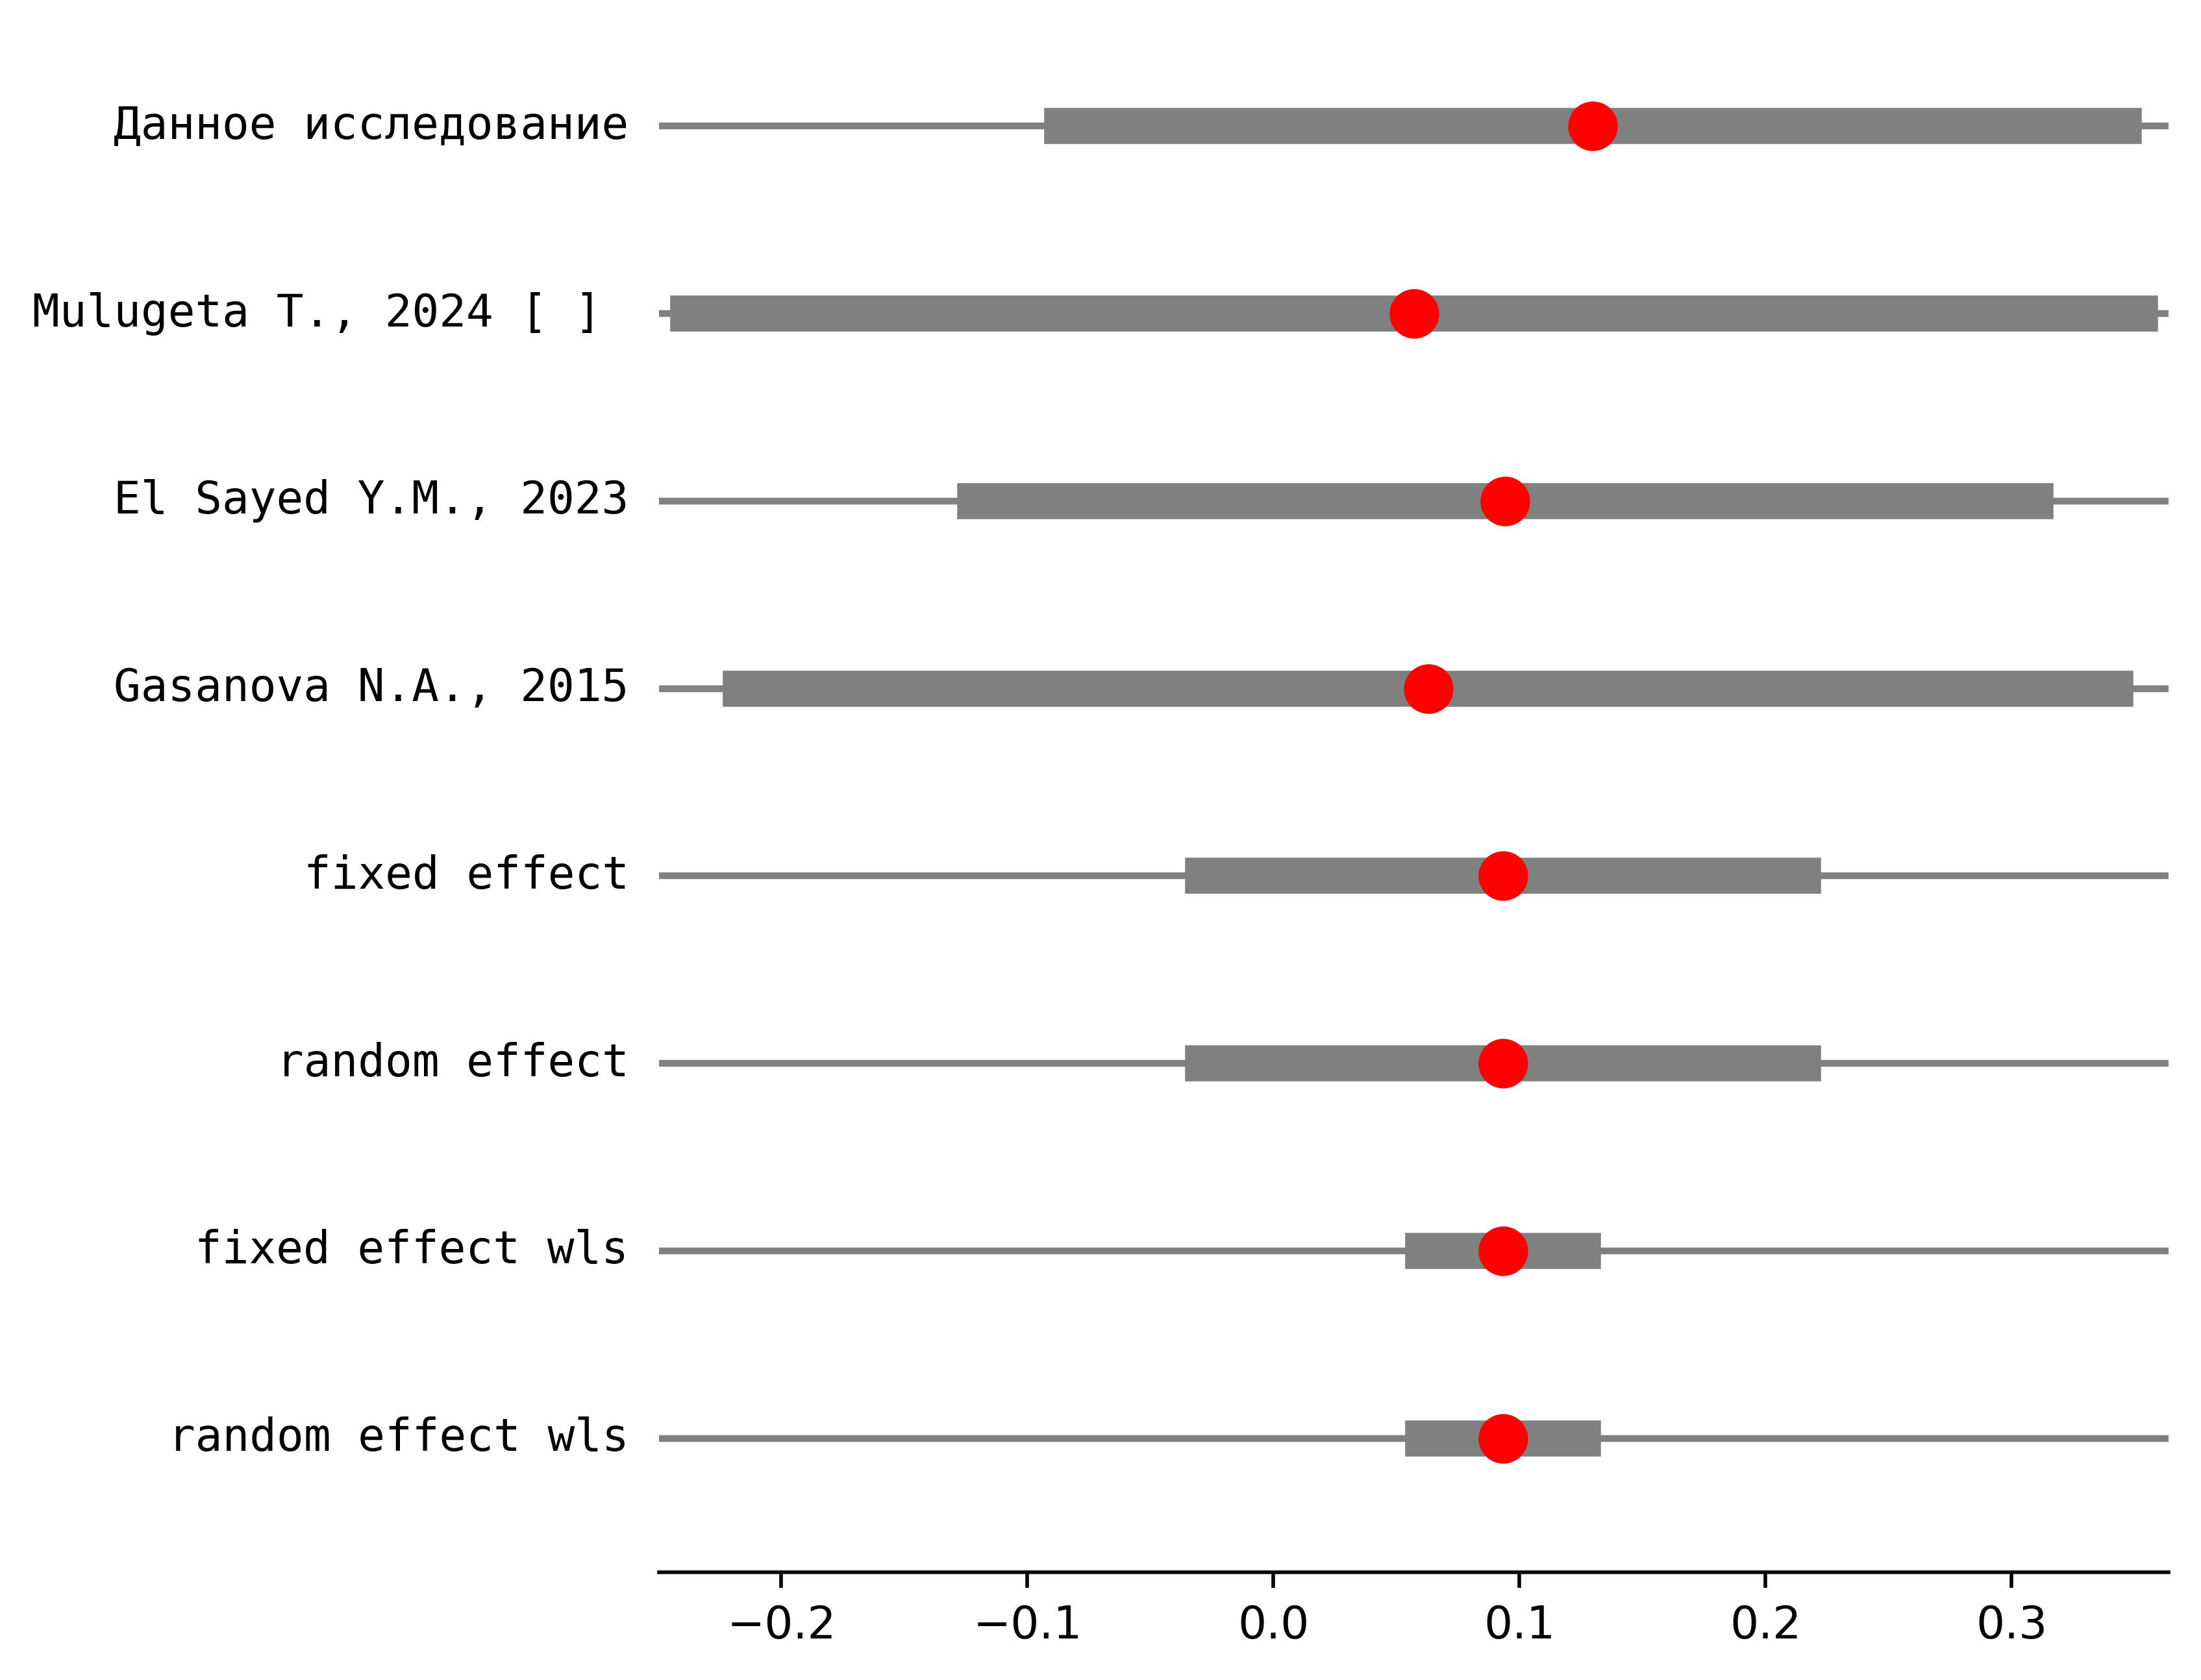 Данное исследование
Mulugeta T., 2024 [ ]
El Sayed Y.M., 2023
Gasanova N.A., 2015
fixed effect
random effect
fixed effect wls
random effect wls
−0.2 −0.1 0.0 0.1 0.2 0.3